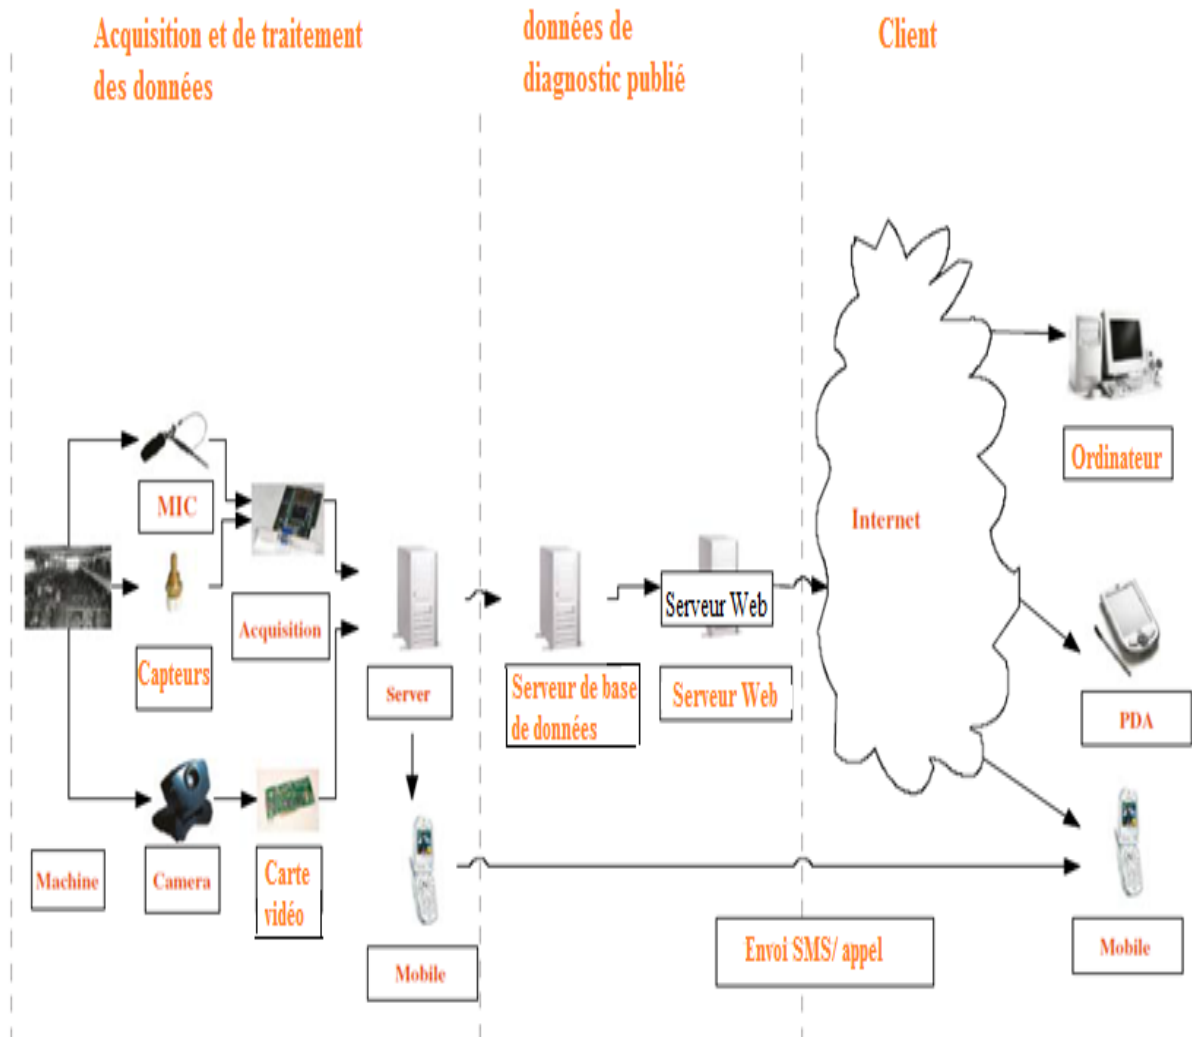 Acquisition et de traitement
des données
données de
diagnostic publié
Client
MIC
Capteurs
Acquisition
Machine
Camera
Carte
vidéo
Server
Mobile
Serveur de base
de données
Serveur Web
Serveur Web
Internet
Envoi SMS/ appel
Ordinateur
PDA
Mobile